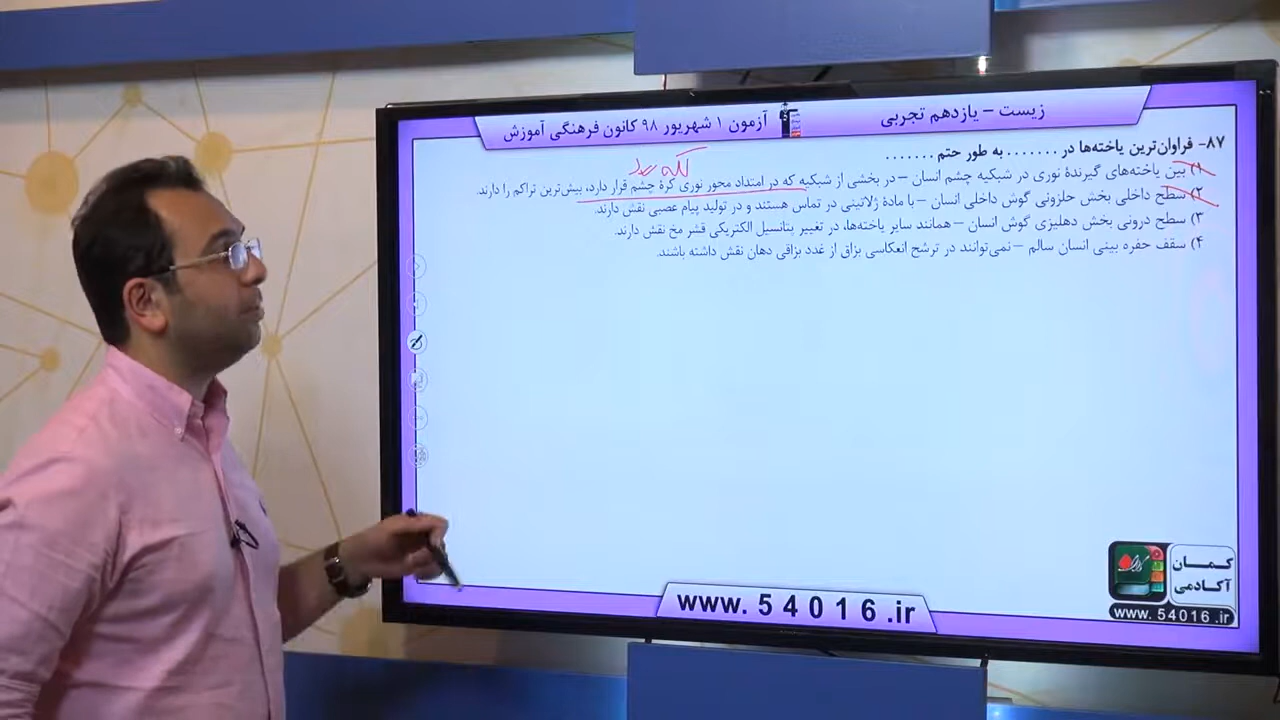 زیست – یازدهم تجربی
آزمون ۱ شهریور ۹۸ کانون فرهنگی آموزش
۸۷- فراوان‌ترین یاخته‌ها در ....... به طور حتم .......
۱) بین یاخته‌های گیرندهٔ نوری در شبکیه چشم انسان – در بخشی از شبکیه که در امتداد محور نوری کرهٔ چشم قرار دارد، بیش‌ترین تراکم را دارند.
۲) سطح داخلی بخش حلزونی گوش داخلی انسان – با مادهٔ ژلاتینی در تماس هستند و در تولید پیام عصبی نقش دارند.
۳) سطح درونی بخش دهلیزی گوش انسان – همانند سایر یاخته‌ها، در تغییر پتانسیل الکتریکی قشر مخ نقش دارند.
۴) سقف حفره بینی انسان سالم – نمی‌توانند در ترشح انعکاسی بزاق از غدد بزاقی دهان نقش داشته باشند.
کمان
آکادمی
www. 54016 .ir
www. 5 4 0 1 6 .ir